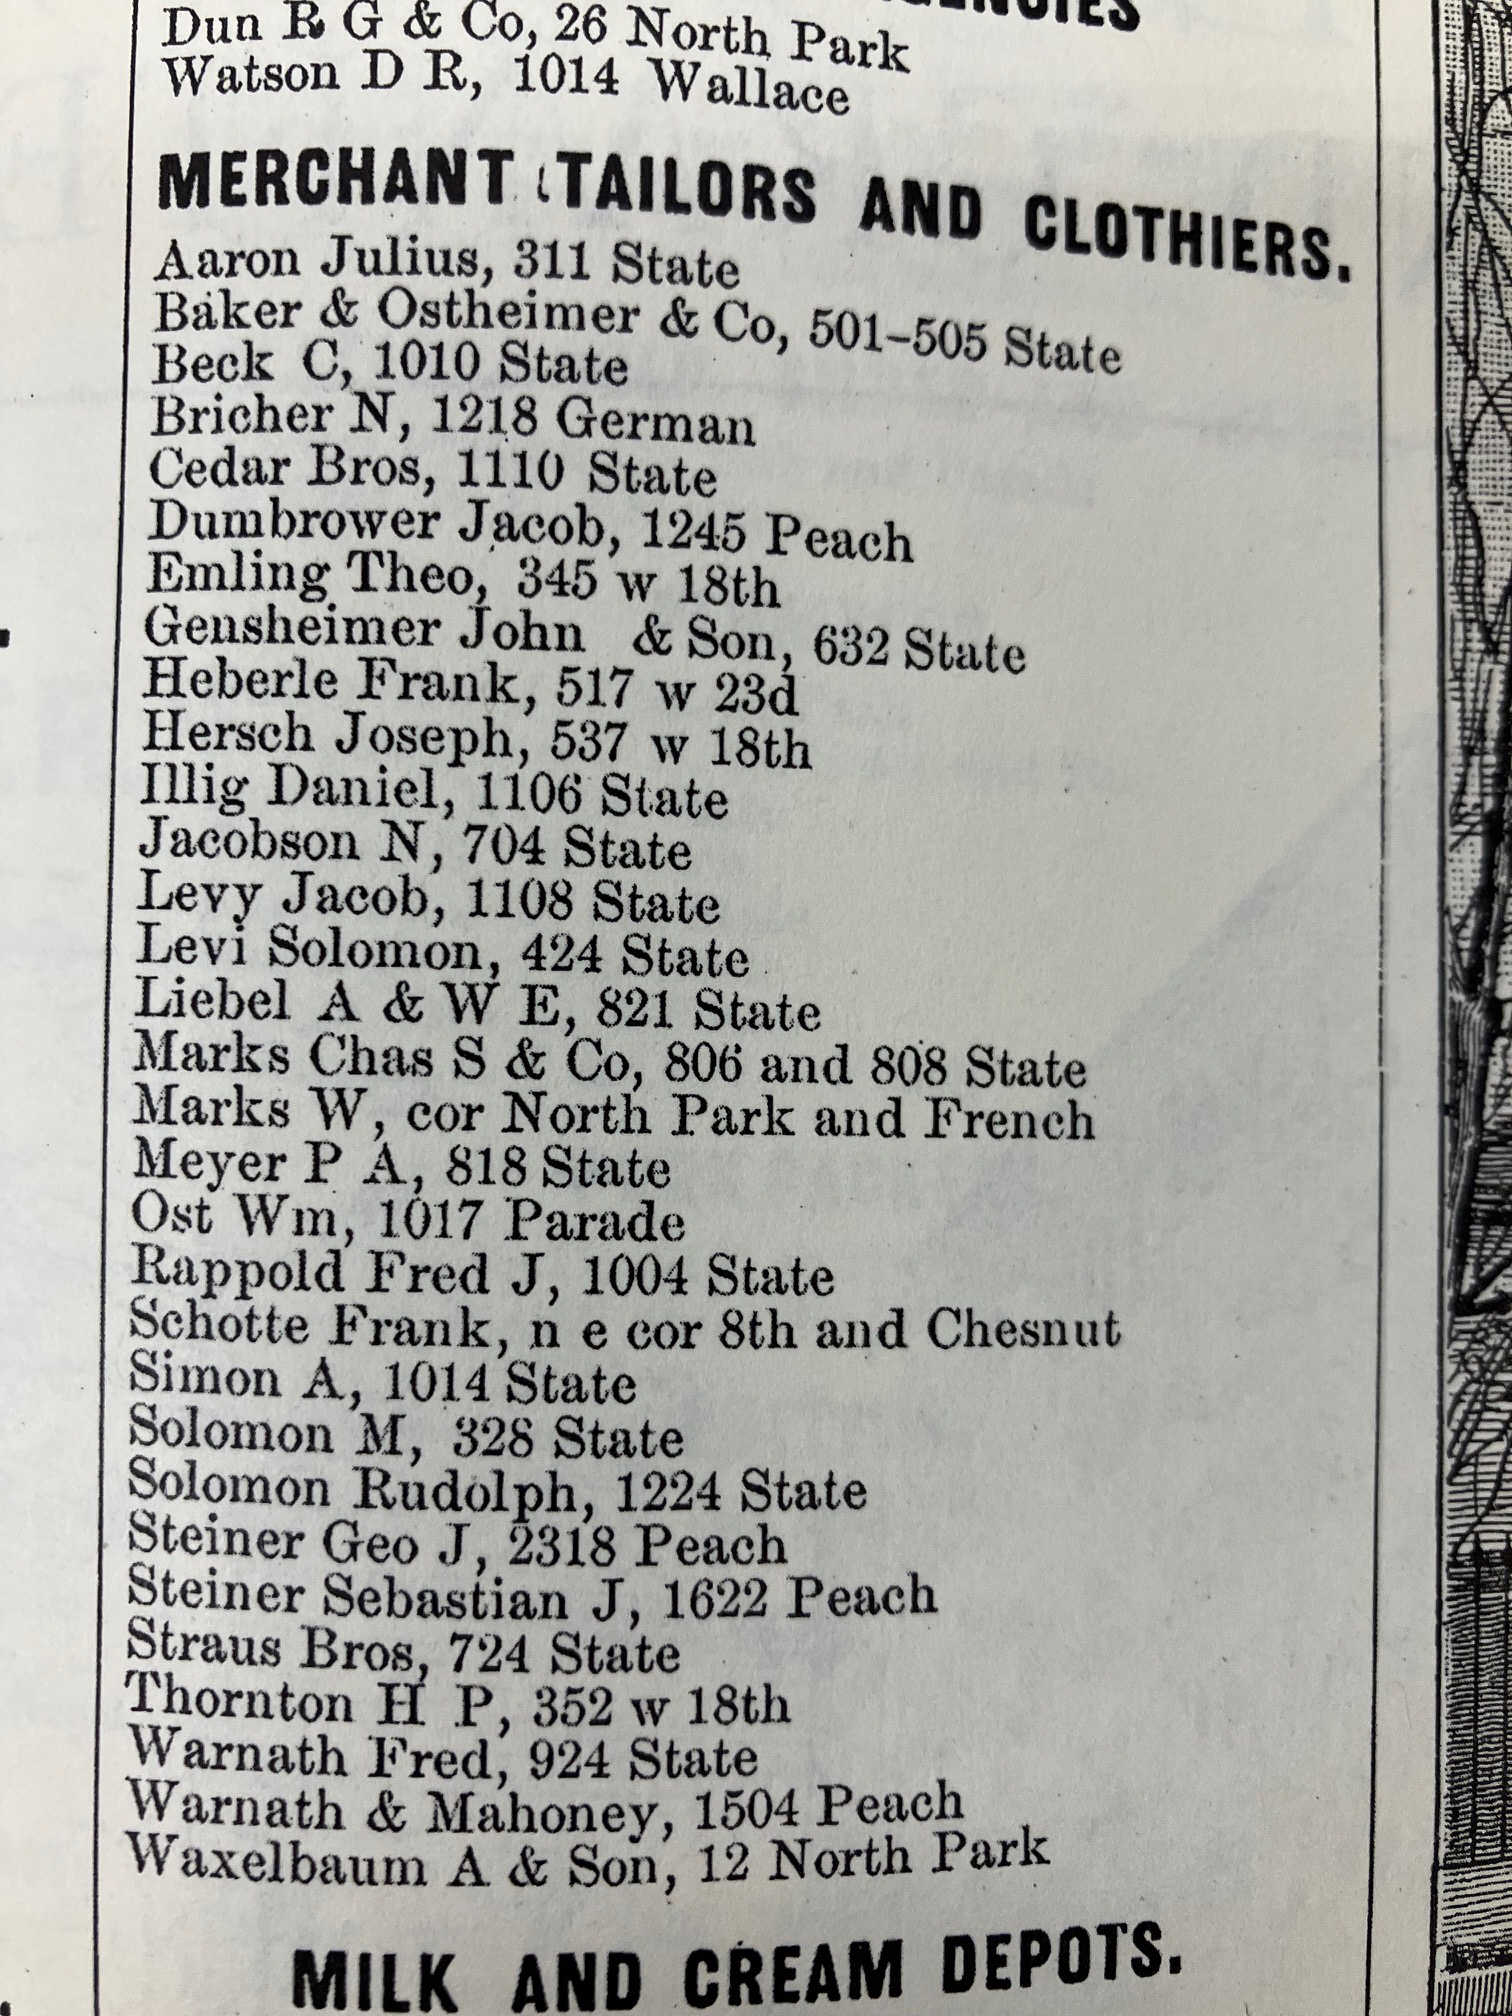 Dun R G & Co, 26 North Park
Watson D R, 1014 Wallace
MERCHANT TAILORS AND CLOTHIERS.
Aaron Julius, 311 State
Baker & Ostheimer & Co, 501-505 State
Beck C, 1010 State
Bricher N, 1218 German
Cedar Bros, 1110 State
Dumbrower Jacob, 1245 Peach
Emling Theo, 345 w 18th
Gensheimer John & Son, 632 State
Heberle Frank, 517 w 23d
Hersch Joseph, 537 w 18th
Illig Daniel, 1106 State
Jacobson N, 704 State
Levy Jacob, 1108 State
Levi Solomon, 424 State
Liebel A & W E, 821 State
Marks Chas S & Co, 806 and 808 State
Marks W, cor North Park and French
Meyer P A, 818 State
Ost Wm, 1017 Parade
Rappold Fred J, 1004 State
Schotte Frank, n e cor 8th and Chesnut
Simon A, 1014 State
Solomon M, 328 State
Solomon Rudolph, 1224 State
Steiner Geo J, 2318 Peach
Steiner Sebastian J, 1622 Peach
Straus Bros, 724 State
Thornton H P, 352 w 18th
Warnath Fred, 924 State
Warnath & Mahoney, 1504 Peach
Waxelbaum A & Son, 12 North Park
MILK AND CREAM DEPOTS.